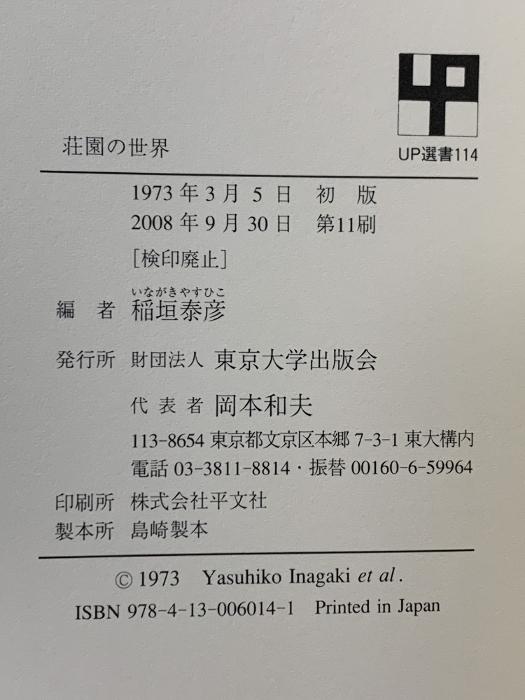 UP
UP選書114
荘園の世界
1973年3月5日 初版
2008年9月30日 第11刷
[検印廃止]
いながきやすひこ
編者 稲垣泰彦
発行所 財団法人 東京大学出版会
代表者 岡本和夫
113-8654 東京都文京区本郷7-3-1 東大構内
電話 03-3811-8814・振替 00160-6-59964
印刷所 株式会社平文社
製本所 島崎製本
© 1973 Yasuhiko Inagaki et al.
ISBN 978-4-13-006014-1 Printed in Japan